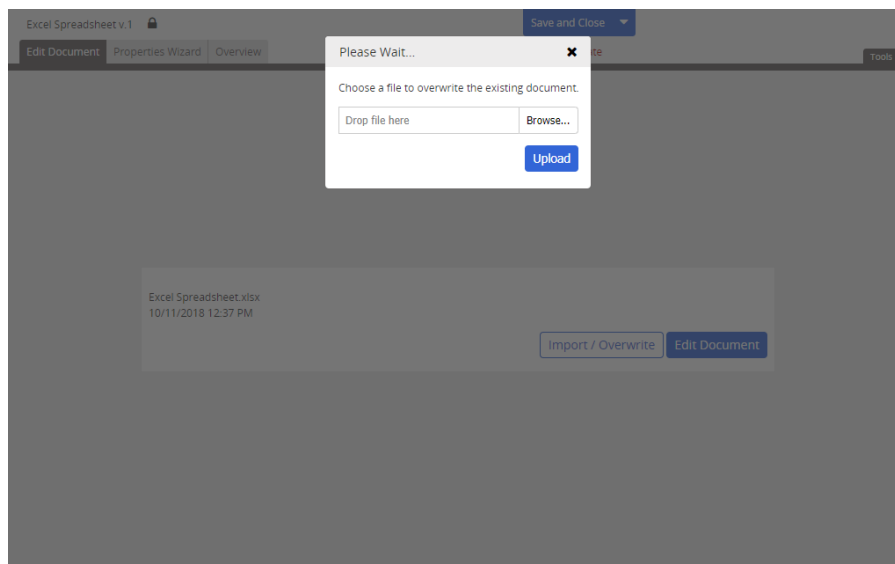 Excel Spreadsheet v.1
Save and Close
Edit Document Properties Wizard Overview
Tools
Please Wait...
Choose a file to overwrite the existing document.
Drop file here Browse...
Upload
Excel Spreadsheet.xlsx
10/11/2018 12:37 PM
Import / Overwrite Edit Document